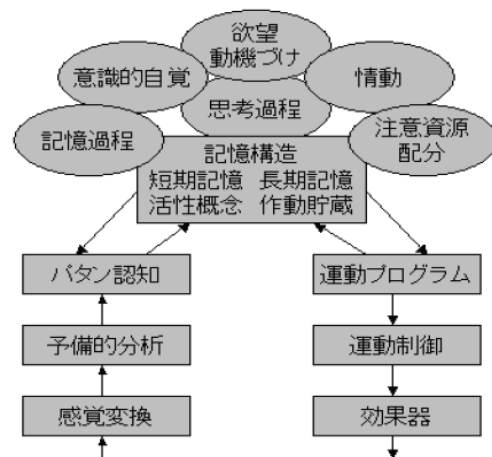 欲望
動機づけ
意識的自覚
情動
思考過程
記憶過程
注意資源
配分
記憶構造
短期記憶 長期記憶
活性概念 作動貯蔵
パタン認知
運動プログラム
予備的分析
運動制御
感覚変換
効果器